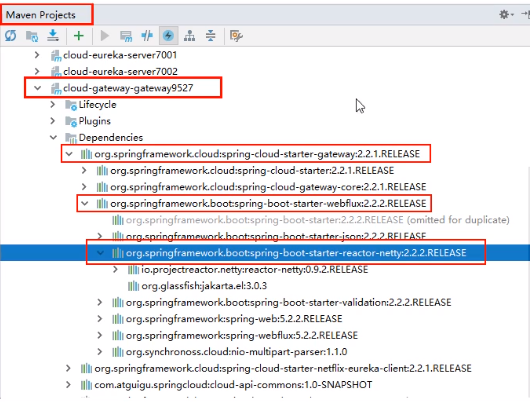 Maven Projects
cloud-eureka-server7001
cloud-eureka-server7002
cloud-gateway-gateway9527
Lifecycle
Plugins
Dependencies
org.springframework.cloud:spring-cloud-starter-gateway:2.2.1.RELEASE
org.springframework.cloud:spring-cloud-starter:2.2.1.RELEASE
org.springframework.cloud:spring-cloud-gateway-core:2.2.1.RELEASE
org.springframework.boot:spring-boot-starter-webflux:2.2.2.RELEASE
org.springframework.boot:spring-boot-starter:2.2.2.RELEASE (omitted for duplicate)
org.springframework.boot:spring-boot-starter-json:2.2.2.RELEASE
org.springframework.boot:spring-boot-starter-reactor-netty:2.2.2.RELEASE
io.projectreactor.netty:reactor-netty:0.9.2.RELEASE
org.glassfish:jakarta.el:3.0.3
org.springframework.boot:spring-boot-starter-validation:2.2.2.RELEASE
org.springframework:spring-web:5.2.2.RELEASE
org.springframework:spring-webflux:5.2.2.RELEASE
org.synchronoss.cloud:nio-multipart-parser:1.1.0
org.springframework.cloud:spring-cloud-starter-netflix-eureka-client:2.2.1.RELEASE
com.atguigu.springcloud:cloud-api-commons:1.0-SNAPSHOT